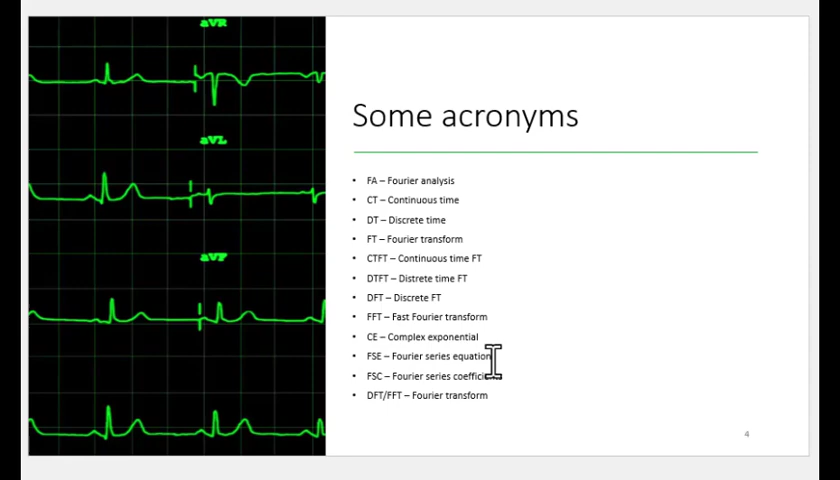 aVR
aVL
aVF
Some acronyms
• FA – Fourier analysis
• CT – Continuous time
• DT – Discrete time
• FT – Fourier transform
• CTFT – Continuous time FT
• DTFT – Distrete time FT
• DFT – Discrete FT
• FFT – Fast Fourier transform
• CE – Complex exponential
• FSE – Fourier series equation
• FSC – Fourier series
• DFT/FFT – Fourier transform
4